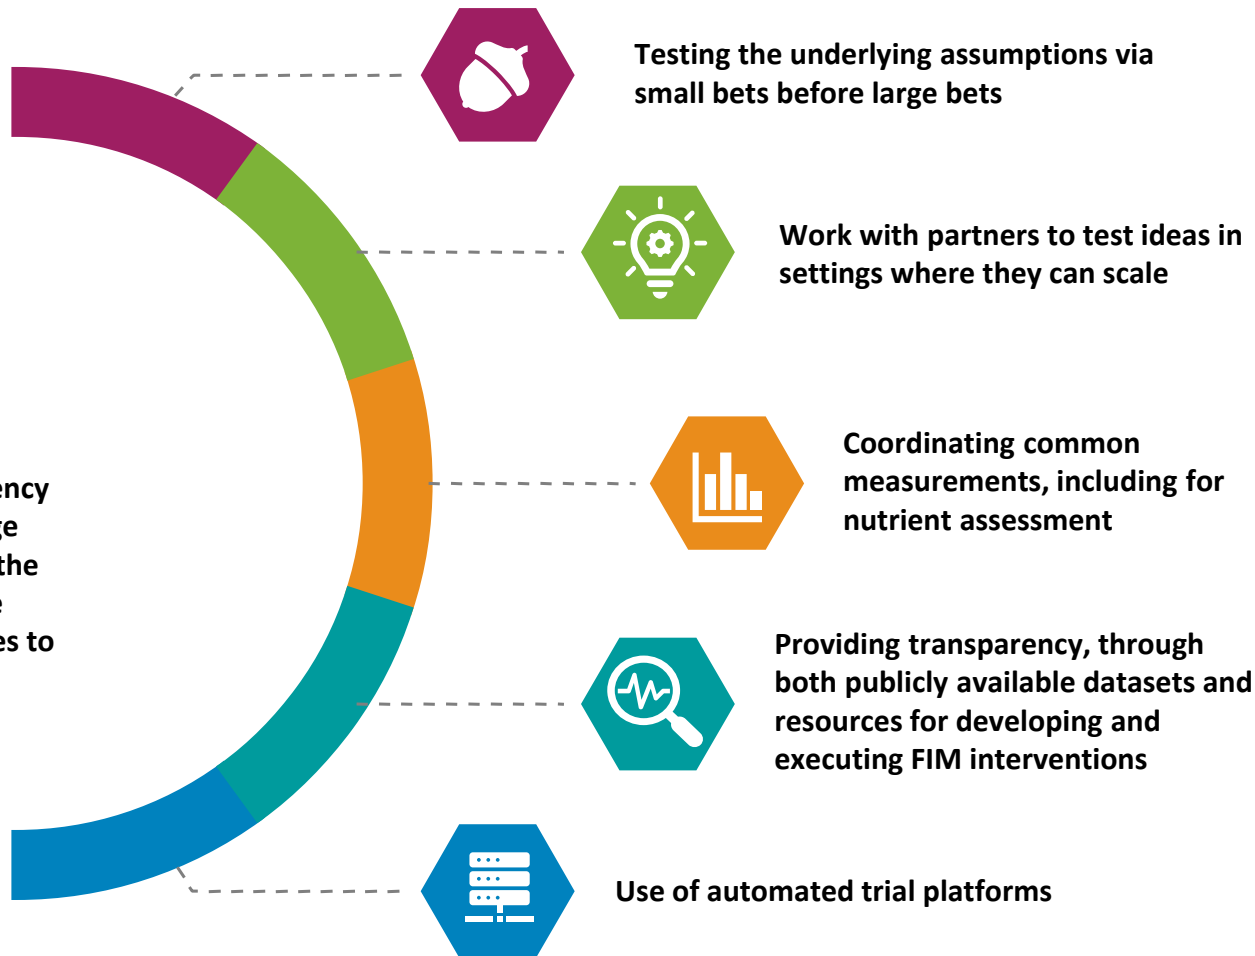 Testing the underlying assumptions via
small bets before large bets
Work with partners to test ideas in
settings where they can scale
Coordinating common
measurements, including for
nutrient assessment
Providing transparency, through
both publicly available datasets and
resources for developing and
executing FIM interventions
Use of automated trial platforms
the
to